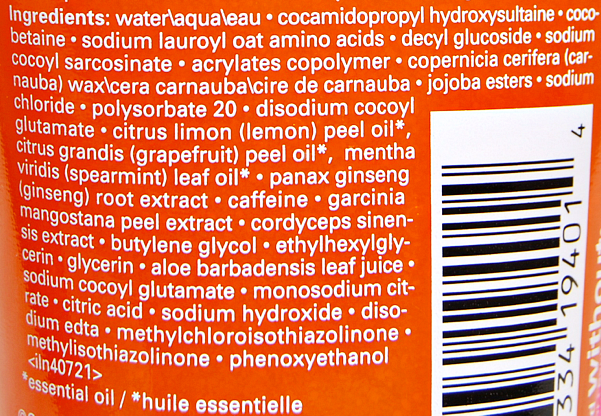 Ingredients: water\aqua\eau • cocamidopropyl hydroxysultaine • coco-
betaine • sodium lauroyl oat amino acids • decyl glucoside • sodium
cocoyl sarcosinate • acrylates copolymer • copernicia cerifera (car-
nauba) wax\cera carnauba\cire de carnauba • jojoba esters • sodium
chloride • polysorbate 20 • disodium cocoyl
glutamate • citrus limon (lemon) peel oil*,
citrus grandis (grapefruit) peel oil*, mentha
viridis (spearmint) leaf oil* • panax ginseng
(ginseng) root extract • caffeine • garcinia
mangostana peel extract • cordyceps sinen-
sis extract • butylene glycol • ethylhexylgly-
cerin • glycerin • aloe barbadensis leaf juice •
sodium cocoyl glutamate • monosodium cit-
rate • citric acid • sodium hydroxide • diso-
dium edta • methylchloroisothiazolinone •
methylisothiazolinone • phenoxyethanol
<iln40721>
*essential oil / *huile essentielle
334 19401 4
without